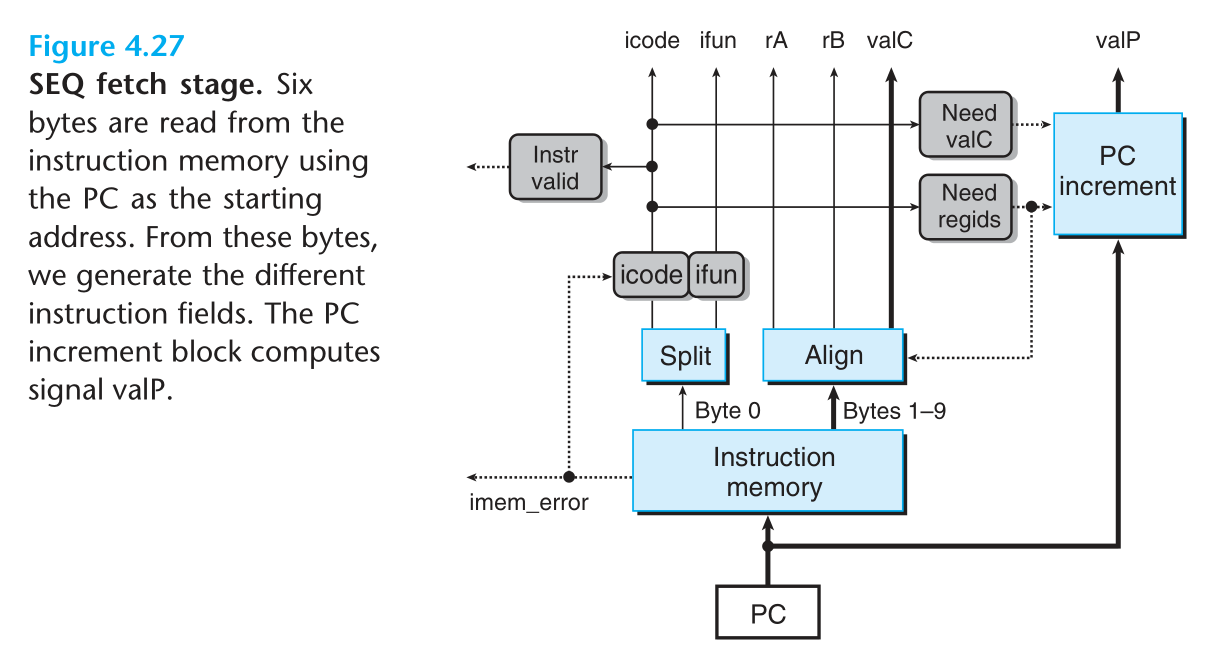 Figure 4.27
SEQ fetch stage. Six
bytes are read from the
instruction memory using
the PC as the starting
address. From these bytes,
we generate the different
instruction fields. The PC
increment block computes
signal valP.
icode ifun rA rB valC valP
Need
valC
PC
increment
Instr
valid
Need
regids
icode ifun
Split
Align
Byte 0
Bytes 1–9
Instruction
memory
imem_error
PC